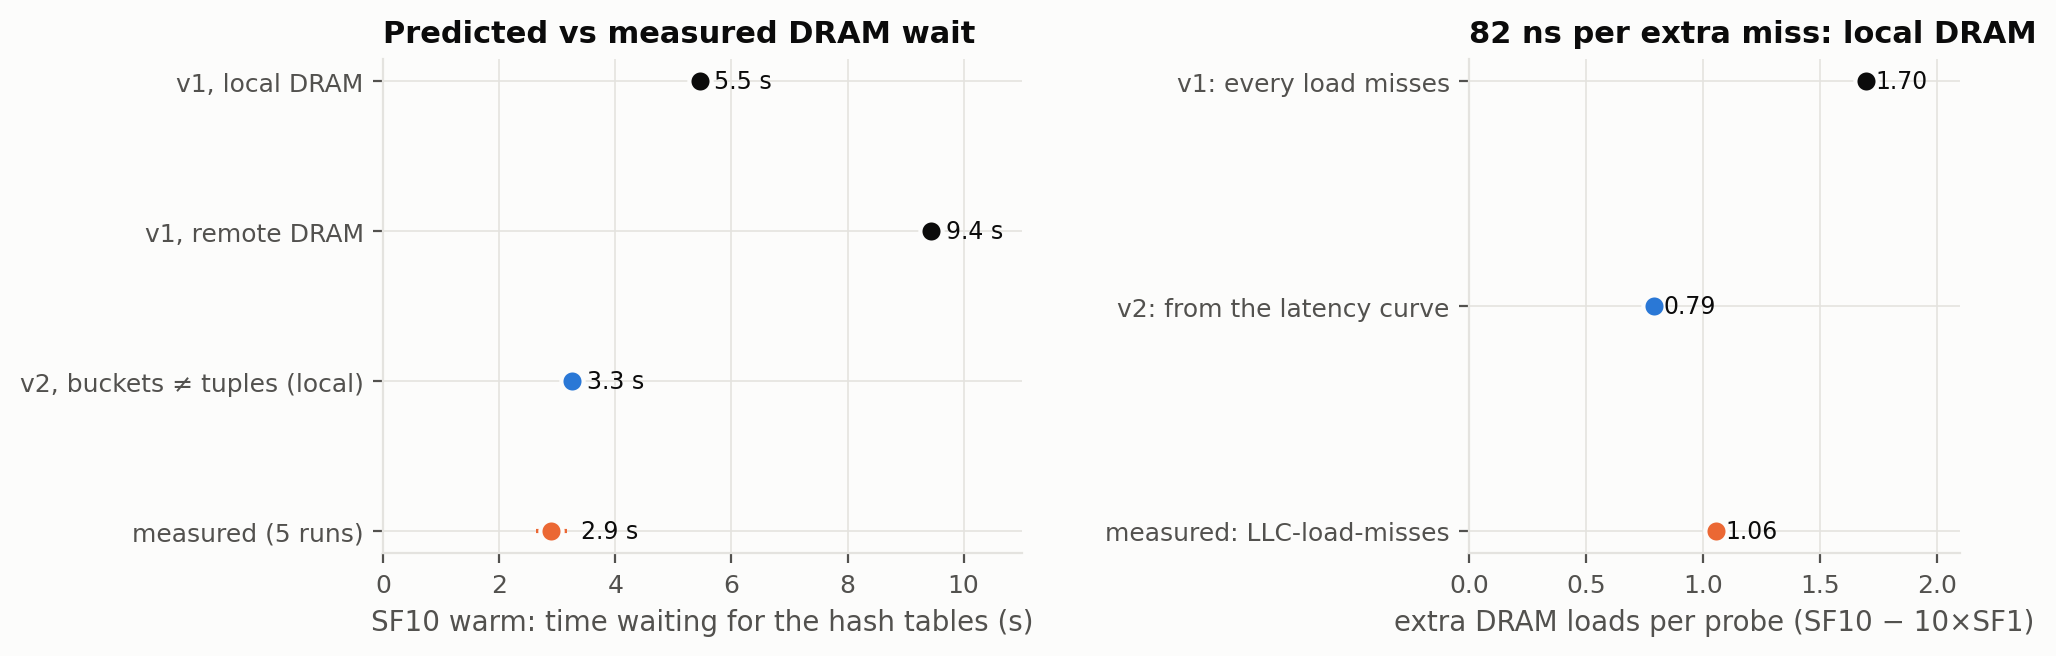 Predicted vs measured DRAM wait
v1, local DRAM
5.5 s
v1, remote DRAM
9.4 s
v2, buckets ≠ tuples (local)
3.3 s
measured (5 runs)
2.9 s
0 2 4 6 8 10
SF10 warm: time waiting for the hash tables (s)
82 ns per extra miss: local DRAM
v1: every load misses
1.70
v2: from the latency curve
0.79
measured: LLC-load-misses
1.06
0.0 0.5 1.0 1.5 2.0
extra DRAM loads per probe (SF10 − 10×SF1)